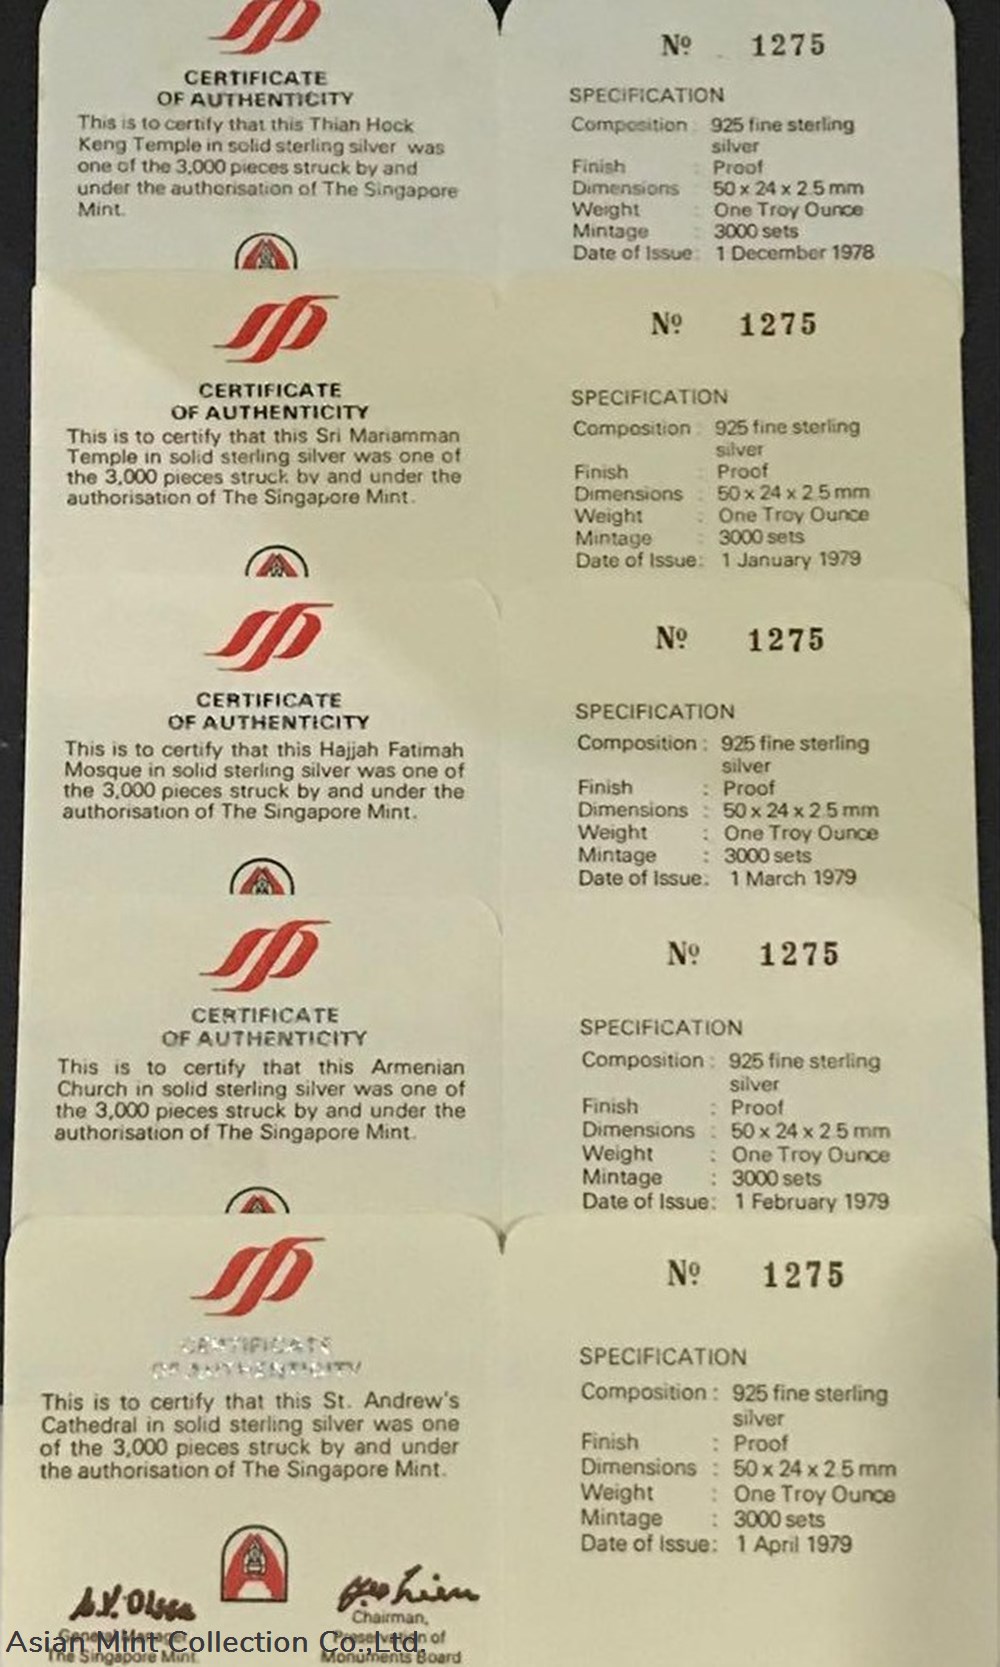 CERTIFICATE
OF AUTHENTICITY
This is to certify that this Thian Hock
Keng Temple in solid sterling silver was
one of the 3,000 pieces struck by and
under the authorisation of The Singapore
Mint.
Nº 1275
SPECIFICATION
Composition : 925 fine sterling
silver
Finish : Proof
Dimensions : 50 x 24 x 2.5 mm
Weight : One Troy Ounce
Mintage : 3000 sets
Date of Issue: 1 December 1978
CERTIFICATE
OF AUTHENTICITY
This is to certify that this Sri Mariamman
Temple in solid sterling silver was one of
the 3,000 pieces struck by and under the
authorisation of The Singapore Mint.
Nº 1275
SPECIFICATION
Composition : 925 fine sterling
silver
Finish : Proof
Dimensions : 50 x 24 x 2.5 mm
Weight : One Troy Ounce
Mintage : 3000 sets
Date of Issue: 1 January 1979
CERTIFICATE
OF AUTHENTICITY
This is to certify that this Hajjah Fatimah
Mosque in solid sterling silver was one of
the 3,000 pieces struck by and under the
authorisation of The Singapore Mint.
Nº 1275
SPECIFICATION
Composition : 925 fine sterling
silver
Finish : Proof
Dimensions : 50 x 24 x 2.5 mm
Weight : One Troy Ounce
Mintage : 3000 sets
Date of Issue: 1 March 1979
CERTIFICATE
OF AUTHENTICITY
This is to certify that this Armenian
Church in solid sterling silver was one of
the 3,000 pieces struck by and under the
authorisation of The Singapore Mint.
Nº 1275
SPECIFICATION
Composition : 925 fine sterling
silver
Finish : Proof
Dimensions : 50 x 24 x 2.5 mm
Weight : One Troy Ounce
Mintage : 3000 sets
Date of Issue: 1 February 1979
CERTIFICATE
OF AUTHENTICITY
This is to certify that this St. Andrew's
Cathedral in solid sterling silver was one
of the 3,000 pieces struck by and under
the authorisation of The Singapore Mint.
General Manager
The Singapore Mint
Chairman,
Preservation of
Monuments Board
Nº 1275
SPECIFICATION
Composition : 925 fine sterling
silver
Finish : Proof
Dimensions : 50 x 24 x 2.5 mm
Weight : One Troy Ounce
Mintage : 3000 sets
Date of Issue: 1 April 1979
Asian Mint Collection Co.,Ltd.